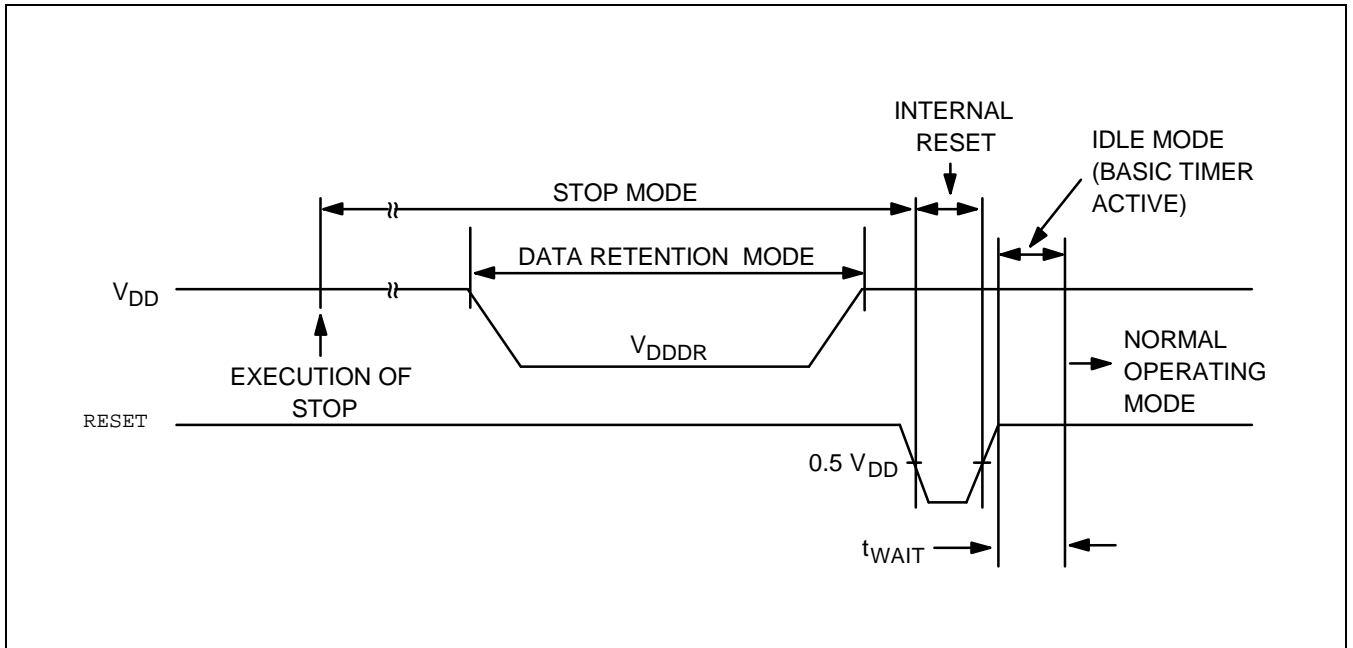 INTERNAL
RESET
IDLE MODE
(BASIC TIMER
ACTIVE)
STOP MODE
DATA RETENTION MODE
VDD
VDDDR
EXECUTION OF
STOP
NORMAL
OPERATING
MODE
RESET
0.5 VDD
tWAIT